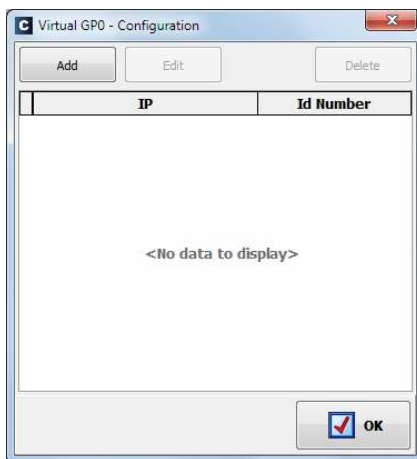 C Virtual GP0 - Configuration
Add Edit Delete
IP Id Number
<No data to display>
OK